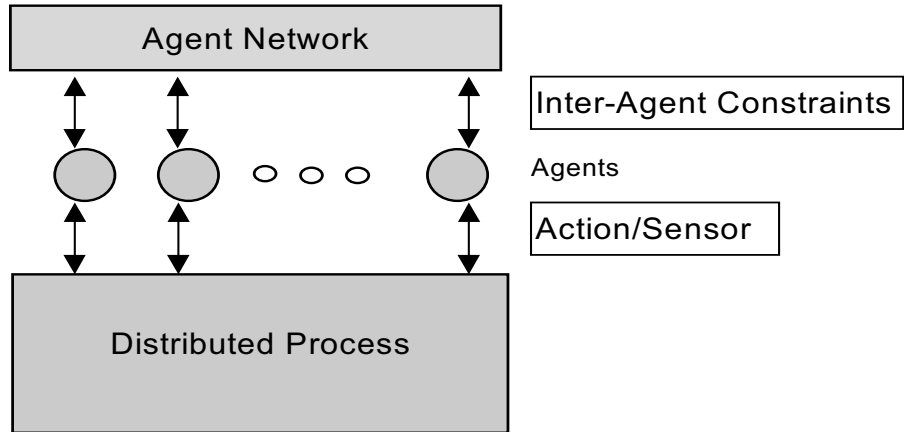 Agent Network
Inter-Agent Constraints
Agents
Action/Sensor
Distributed Process